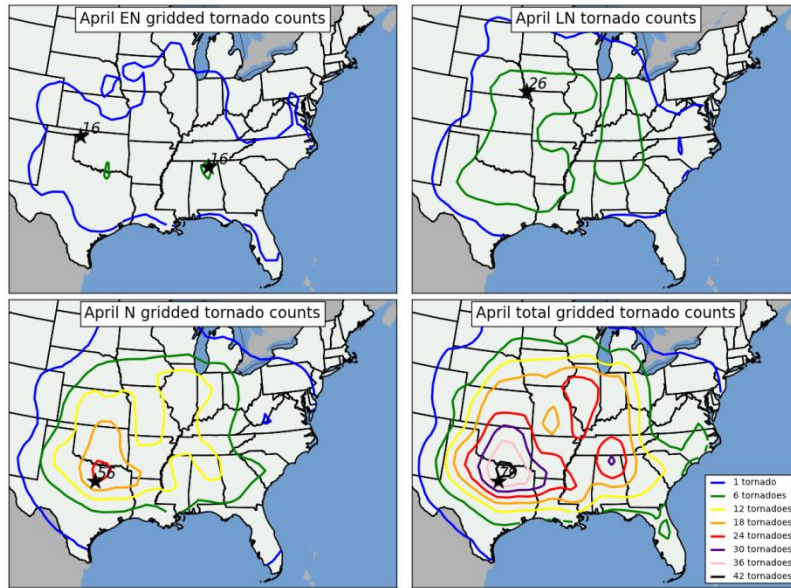 April EN gridded tornado counts
16
16
April LN tornado counts
26
April N gridded tornado counts
56
April total gridded tornado counts
1 tornado
6 tornadoes
12 tornadoes
18 tornadoes
24 tornadoes
30 tornadoes
36 tornadoes
42 tornadoes